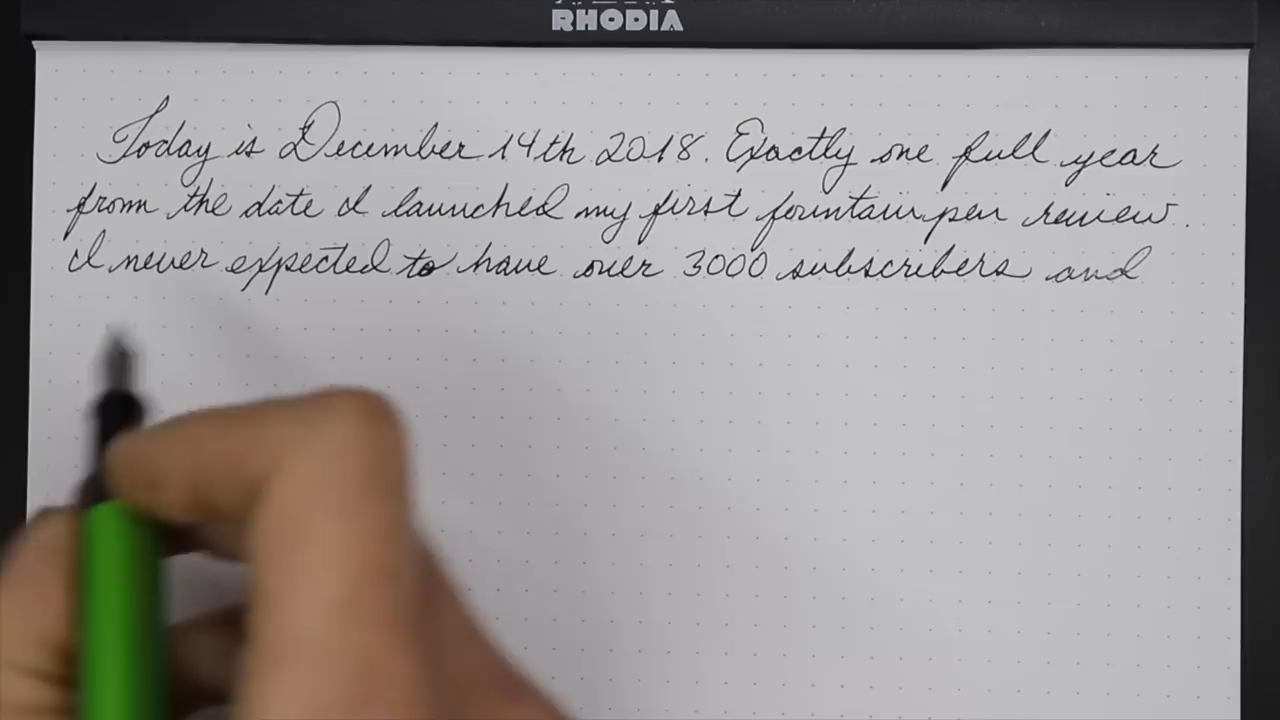 RHODIA
Today is December 14th 2018. Exactly one full year
from the date I launched my first fountain pen review.
I never expected to have over 3000 subscribers and